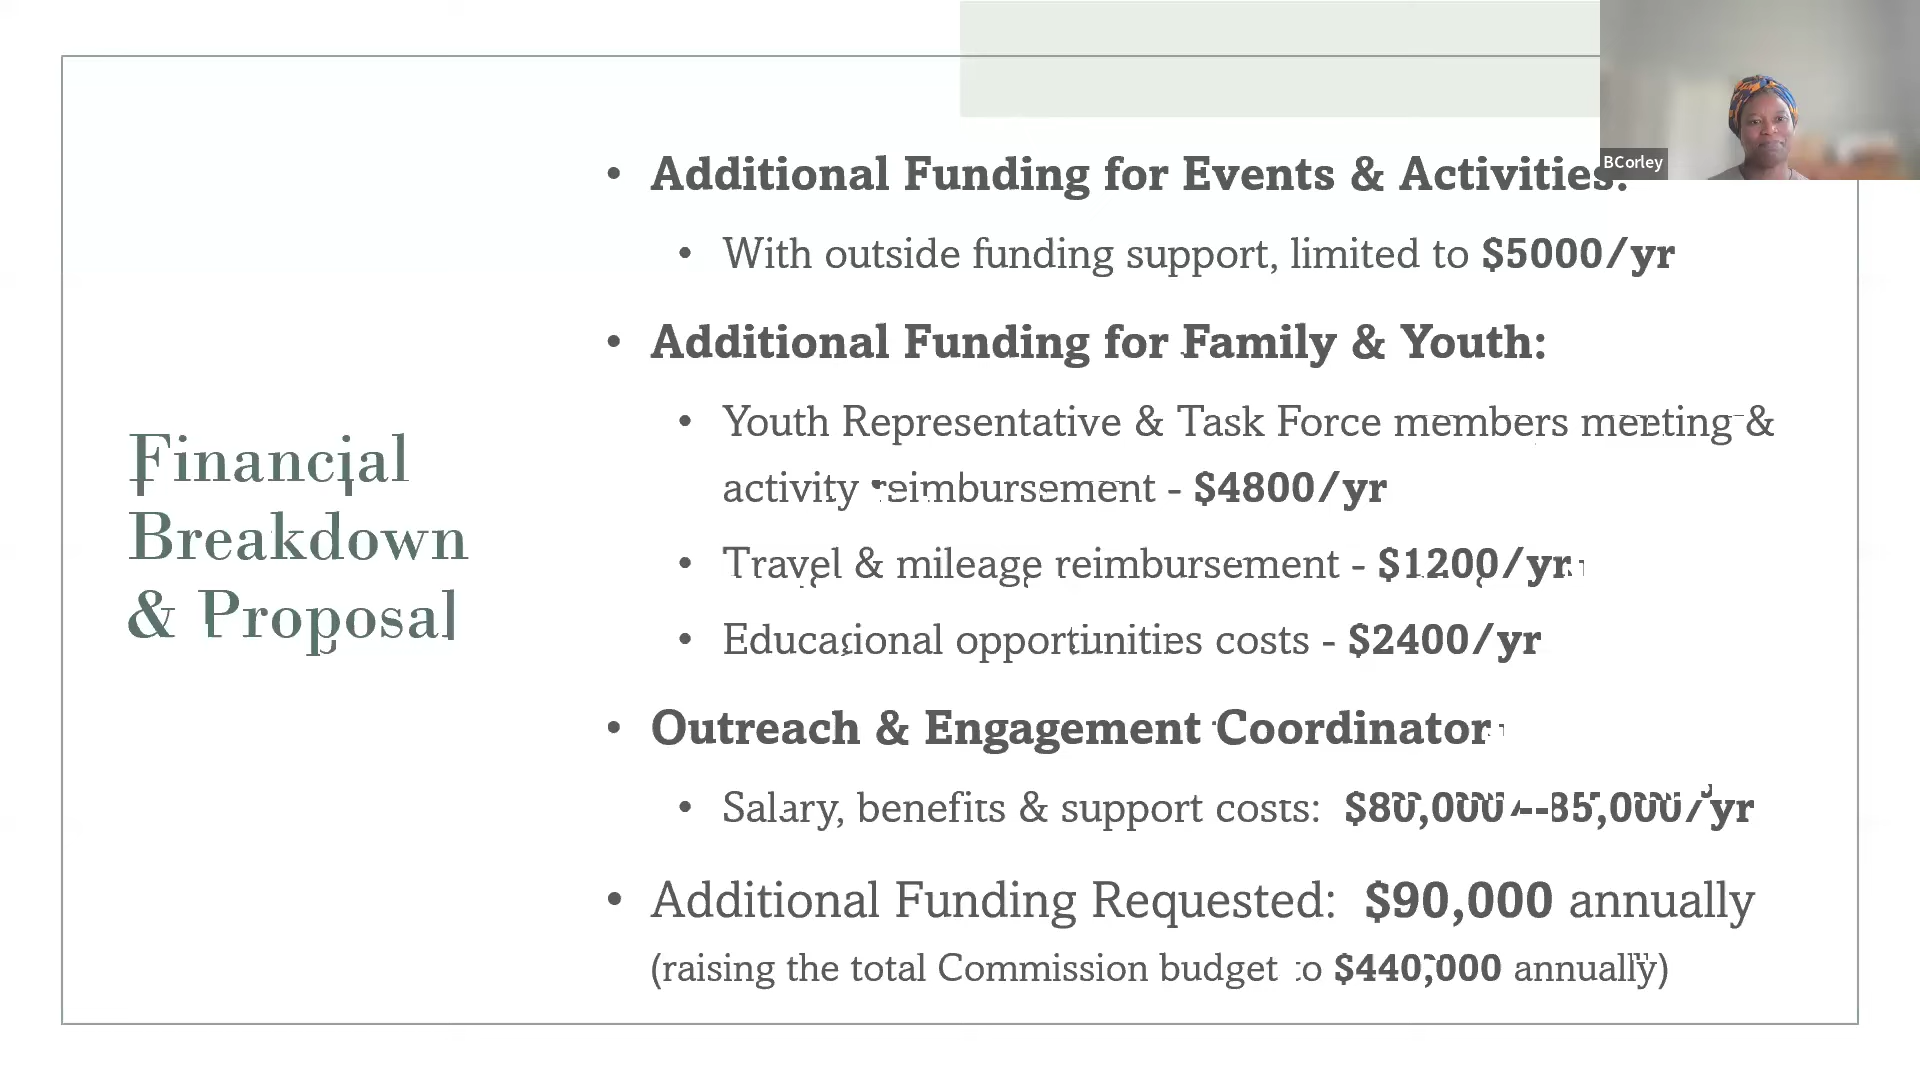 BCorley
Financial
Breakdown
& Proposal
• Additional Funding for Events & Activities:
• With outside funding support, limited to $5000/yr
• Additional Funding for Family & Youth:
• Youth Representative & Task Force members meeting &
activity reimbursement - $4800/yr
• Travel & mileage reimbursement - $1200/yr
• Educational opportunities costs - $2400/yr
• Outreach & Engagement Coordinator
• Salary, benefits & support costs: $80,000--85,000/yr
• Additional Funding Requested: $90,000 annually
(raising the total Commission budget to $440,000 annually)